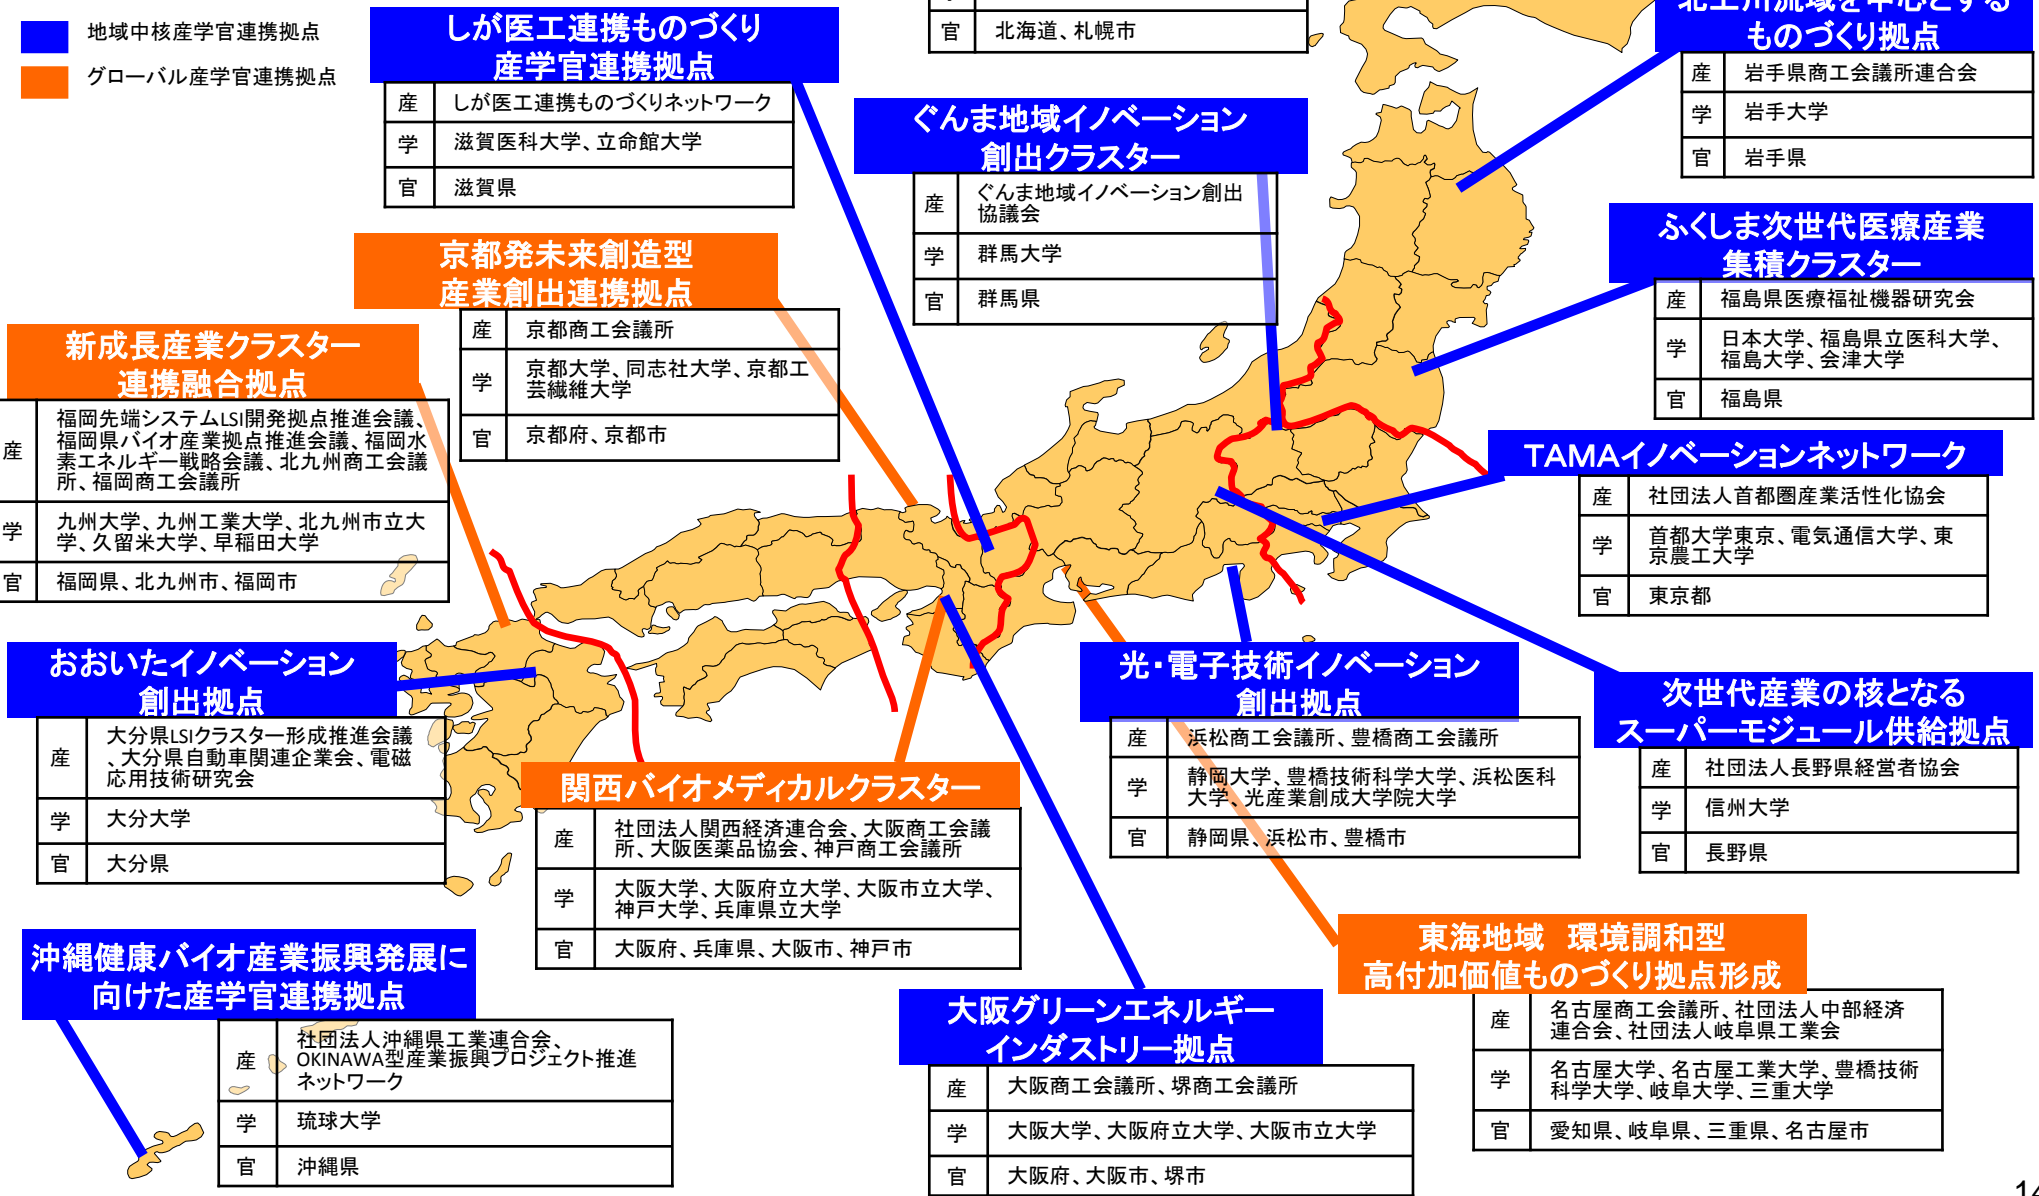 地域中核産学官連携拠点
グローバル産学官連携拠点
しが医工連携ものづくり
産学官連携拠点
産 しが医工連携ものづくりネットワーク
学 滋賀医科大学、立命館大学
官 滋賀県
官 北海道、札幌市
北上川流域を中心とする
ものづくり拠点
産 岩手県商工会議所連合会
学 岩手大学
官 岩手県
ぐんま地域イノベーション
創出クラスター
産 ぐんま地域イノベーション創出
協議会
学 群馬大学
官 群馬県
ふくしま次世代医療産業
集積クラスター
産 福島県医療福祉機器研究会
学 日本大学、福島県立医科大学、
福島大学、会津大学
官 福島県
京都発未来創造型
産業創出連携拠点
産 京都商工会議所
学 京都大学、同志社大学、京都工
芸繊維大学
官 京都府、京都市
新成長産業クラスター
連携融合拠点
産 福岡先端システムLSI開発拠点推進会議、
福岡県バイオ産業拠点推進会議、福岡水
素エネルギー戦略会議、北九州商工会議
所、福岡商工会議所
学 九州大学、九州工業大学、北九州市立大
学、久留米大学、早稲田大学
官 福岡県、北九州市、福岡市
TAMAイノベーションネットワーク
産 社団法人首都圏産業活性化協会
学 首都大学東京、電気通信大学、東
京農工大学
官 東京都
おおいたイノベーション
創出拠点
産 大分県LSIクラスター形成推進会議
、大分県自動車関連企業会、電磁
応用技術研究会
学 大分大学
官 大分県
光・電子技術イノベーション
創出拠点
産 浜松商工会議所、豊橋商工会議所
学 静岡大学、豊橋技術科学大学、浜松医科
大学、光産業創成大学院大学
官 静岡県、浜松市、豊橋市
次世代産業の核となる
スーパーモジュール供給拠点
産 社団法人長野県経営者協会
学 信州大学
官 長野県
関西バイオメディカルクラスター
産 社団法人関西経済連合会、大阪商工会議
所、大阪医薬品協会、神戸商工会議所
学 大阪大学、大阪府立大学、大阪市立大学、
神戸大学、兵庫県立大学
官 大阪府、兵庫県、大阪市、神戸市
東海地域 環境調和型
高付加価値ものづくり拠点形成
産 名古屋商工会議所、社団法人中部経済
連合会、社団法人岐阜県工業会
学 名古屋大学、名古屋工業大学、豊橋技術
科学大学、岐阜大学、三重大学
官 愛知県、岐阜県、三重県、名古屋市
沖縄健康バイオ産業振興発展に
向けた産学官連携拠点
産 社団法人沖縄県工業連合会、
OKINAWA型産業振興プロジェクト推進
ネットワーク
学 琉球大学
官 沖縄県
大阪グリーンエネルギー
インダストリー拠点
産 大阪商工会議所、堺商工会議所
学 大阪大学、大阪府立大学、大阪市立大学
官 大阪府、大阪市、堺市